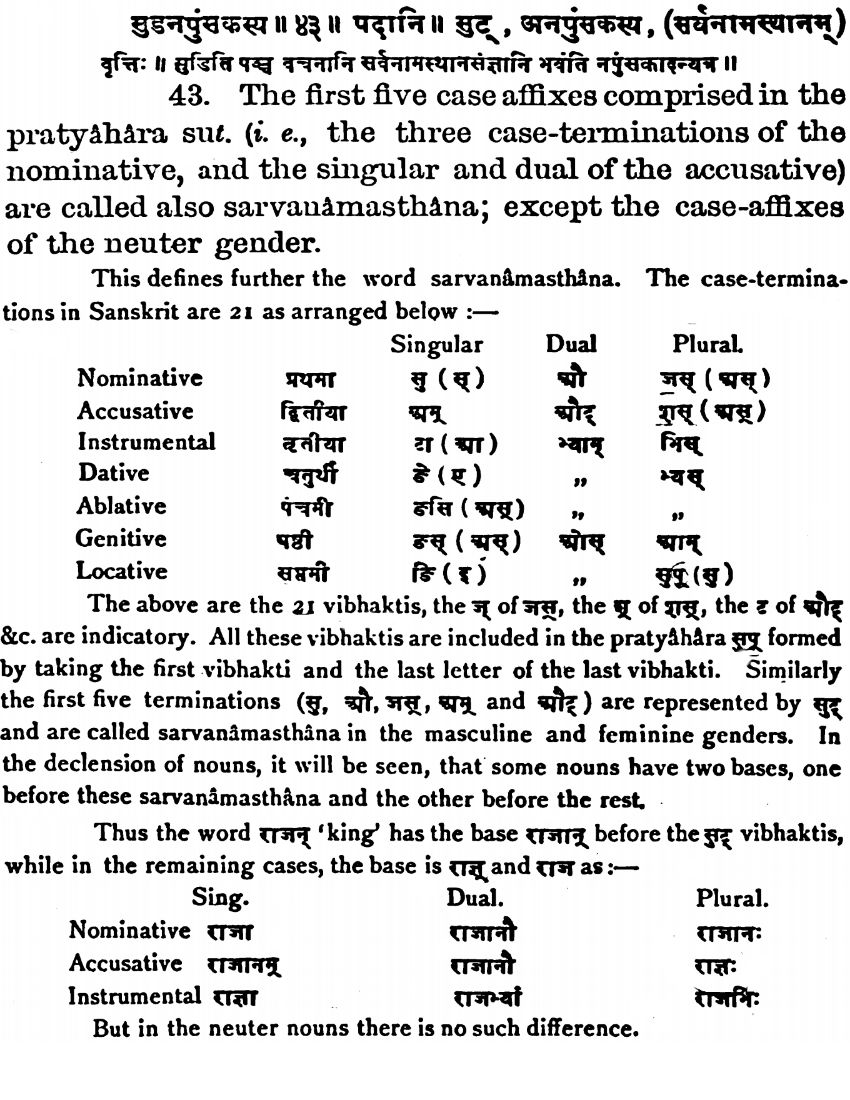 सुडनपुंसकस्य ॥ ४३ ॥ पदानि ॥ सुट् , अनपुंसकस्य , (सर्वनामस्थानम्)
वृत्तिः ॥ सुडिति पञ्च वचनानि सर्वनामस्थानसंज्ञानि भवंति नपुंसकादन्यत्र ॥
43. The first five case affixes comprised in the
pratyâhâra sut. (i. e., the three case-terminations of the
nominative, and the singular and dual of the accusative)
are called also sarvanâmasthâna; except the case-affixes
of the neuter gender.
This defines further the word sarvanâmasthâna. The case-termina-
tions in Sanskrit are 21 as arranged below :—
Singular Dual Plural.
Nominative प्रथमा सु ( स् ) औ जस् ( अस् )
Accusative द्वितीया अम् औट् शस् ( अस् )
Instrumental तृतीया टा ( आ ) भ्याम् भिस्
Dative चतुर्थी ङे ( ए ) ,, भ्यस्
Ablative पंचमी ङसि ( अस् ) ,, ,,
Genitive षष्ठी ङस् ( अस् ) ओस् आम्
Locative सप्तमी ङि ( इ ) ,, सुप् (सु )
The above are the 21 vibhaktis, the ज् of जस्, the श् of शस्, the ट of औट्
&c. are indicatory. All these vibhaktis are included in the pratyâhâra सुप् formed
by taking the first vibhakti and the last letter of the last vibhakti. Similarly
the first five terminations (सु, औ, जस्, अम् and औट् ) are represented by सुट्
and are called sarvanâmasthâna in the masculine and feminine genders. In
the declension of nouns, it will be seen, that some nouns have two bases, one
before these sarvanâmasthâna and the other before the rest.
Thus the word राजन् 'king' has the base राजान् before the सुट् vibhaktis,
while in the remaining cases, the base is राज्ञ् and राज as :—
Sing. Dual. Plural.
Nominative राजा राजानौ राजानः
Accusative राजानम् राजानौ राज्ञः
Instrumental राज्ञा राजभ्यां राजभिः
But in the neuter nouns there is no such difference.